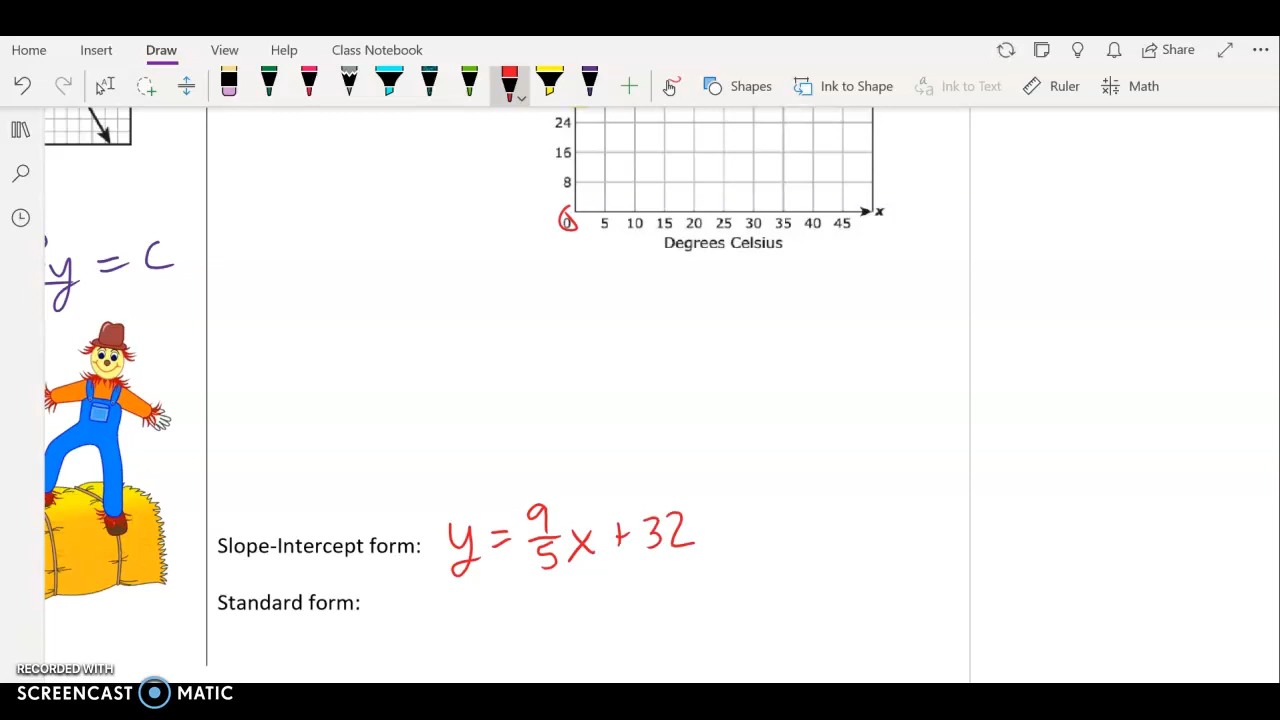 Home Insert Draw View Help Class Notebook Share
Shapes Ink to Shape Ink to Text Ruler Math
24
16
8
0 5 10 15 20 25 30 35 40 45 x
Degrees Celsius
y = C
Slope-Intercept form: y = 9/5 x + 32
Standard form:
RECORDED WITH
SCREENCAST MATIC